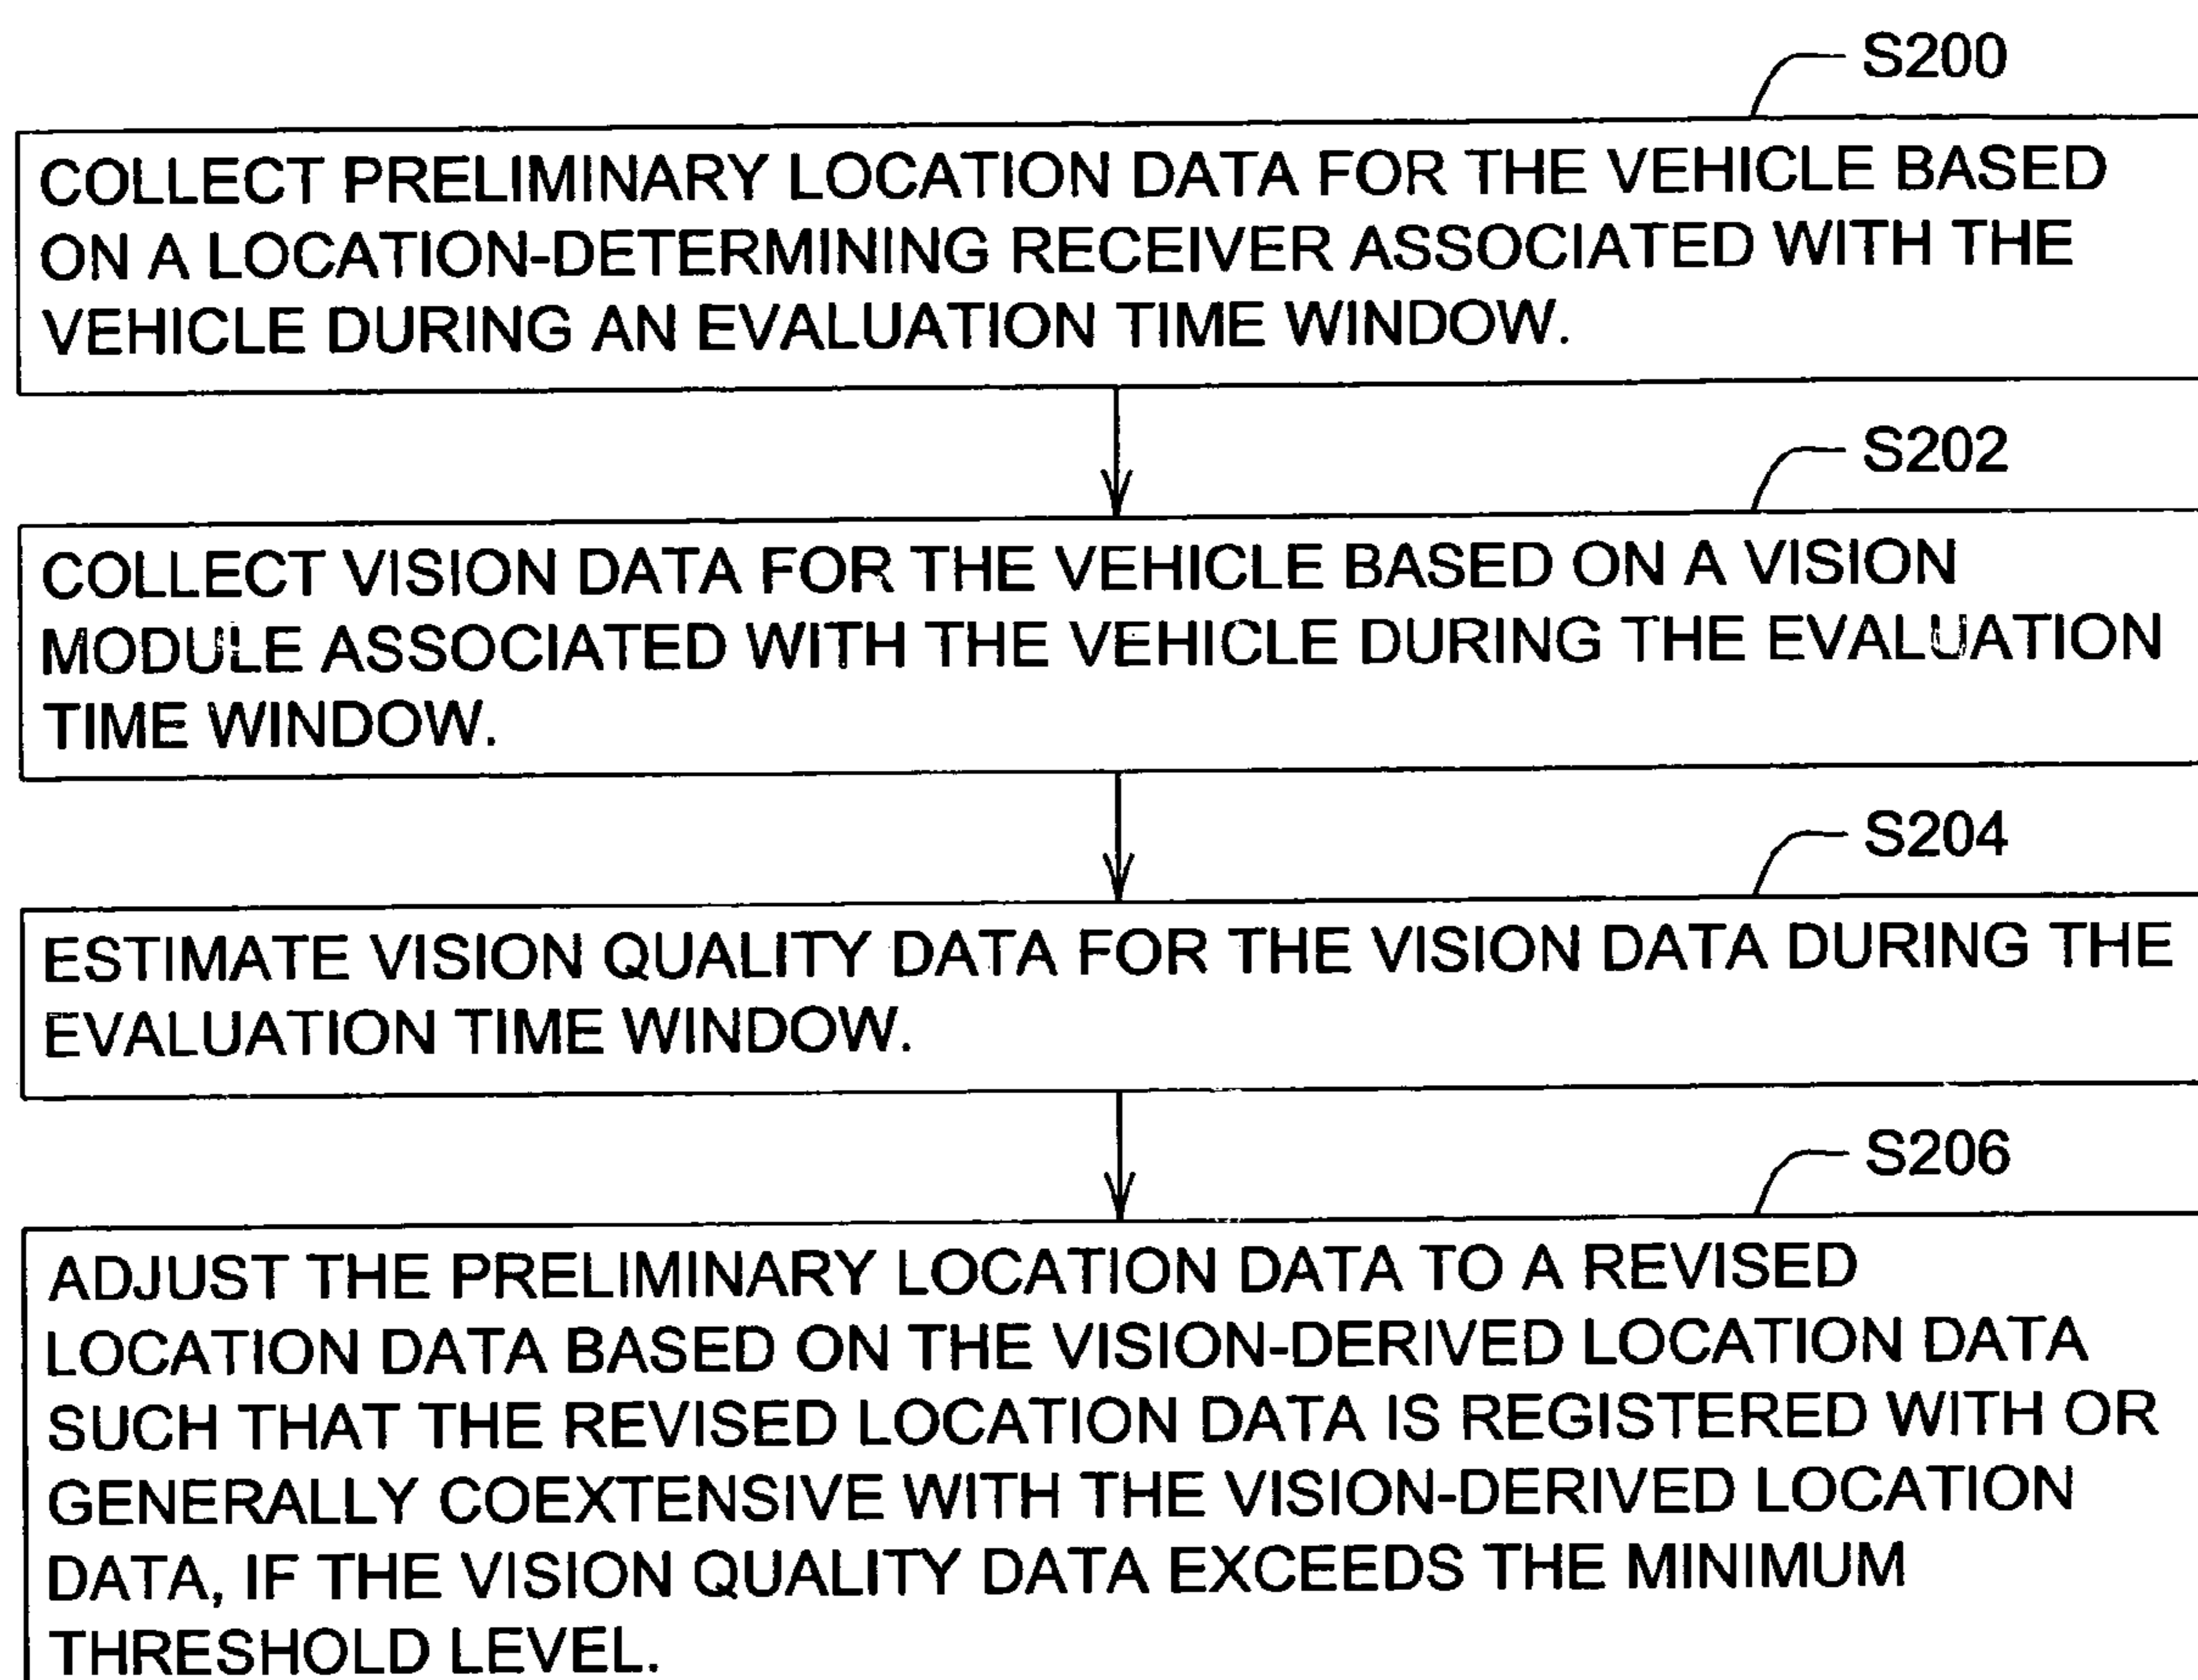 S200
COLLECT PRELIMINARY LOCATION DATA FOR THE VEHICLE BASED
ON A LOCATION-DETERMINING RECEIVER ASSOCIATED WITH THE
VEHICLE DURING AN EVALUATION TIME WINDOW.
S202
COLLECT VISION DATA FOR THE VEHICLE BASED ON A VISION
MODULE ASSOCIATED WITH THE VEHICLE DURING THE EVALUATION
TIME WINDOW.
S204
ESTIMATE VISION QUALITY DATA FOR THE VISION DATA DURING THE
EVALUATION TIME WINDOW.
S206
ADJUST THE PRELIMINARY LOCATION DATA TO A REVISED
LOCATION DATA BASED ON THE VISION-DERIVED LOCATION DATA
SUCH THAT THE REVISED LOCATION DATA IS REGISTERED WITH OR
GENERALLY COEXTENSIVE WITH THE VISION-DERIVED LOCATION
DATA, IF THE VISION QUALITY DATA EXCEEDS THE MINIMUM
THRESHOLD LEVEL.